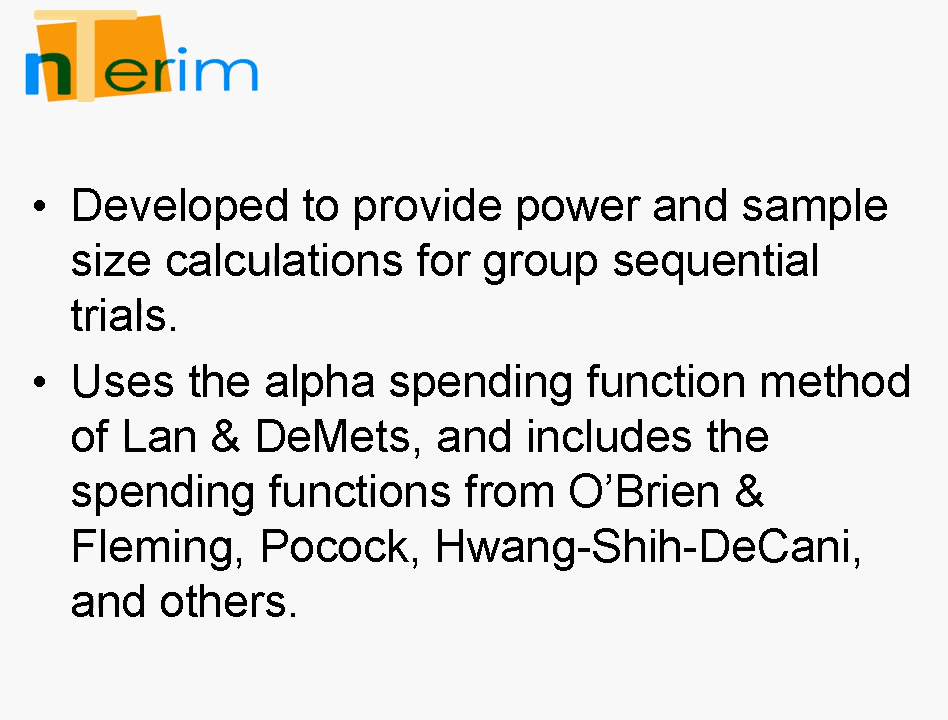 nTerim
• Developed to provide power and sample
size calculations for group sequential
trials.
• Uses the alpha spending function method
of Lan & DeMets, and includes the
spending functions from O’Brien &
Fleming, Pocock, Hwang-Shih-DeCani,
and others.